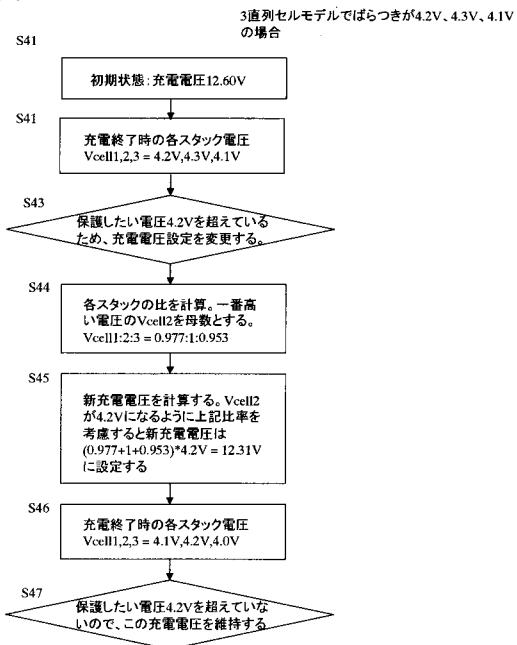 3直列セルモデルでばらつきが4.2V、4.3V、4.1V
の場合
S41
初期状態:充電電圧12.60V
S41
充電終了時の各スタック電圧
Vcell1,2,3 = 4.2V,4.3V,4.1V
S43
保護したい電圧4.2Vを超えている
ため、充電電圧設定を変更する。
S44
各スタックの比を計算。一番高
い電圧のVcell2を母数とする。
Vcell1:2:3 = 0.977:1:0.953
S45
新充電電圧を計算する。Vcell2
が4.2Vになるように上記比率を
考慮すると新充電電圧は
(0.977+1+0.953)*4.2V = 12.31V
に設定する
S46
充電終了時の各スタック電圧
Vcell1,2,3 = 4.1V,4.2V,4.0V
S47
保護したい電圧4.2Vを超えていな
いので、この充電電圧を維持する